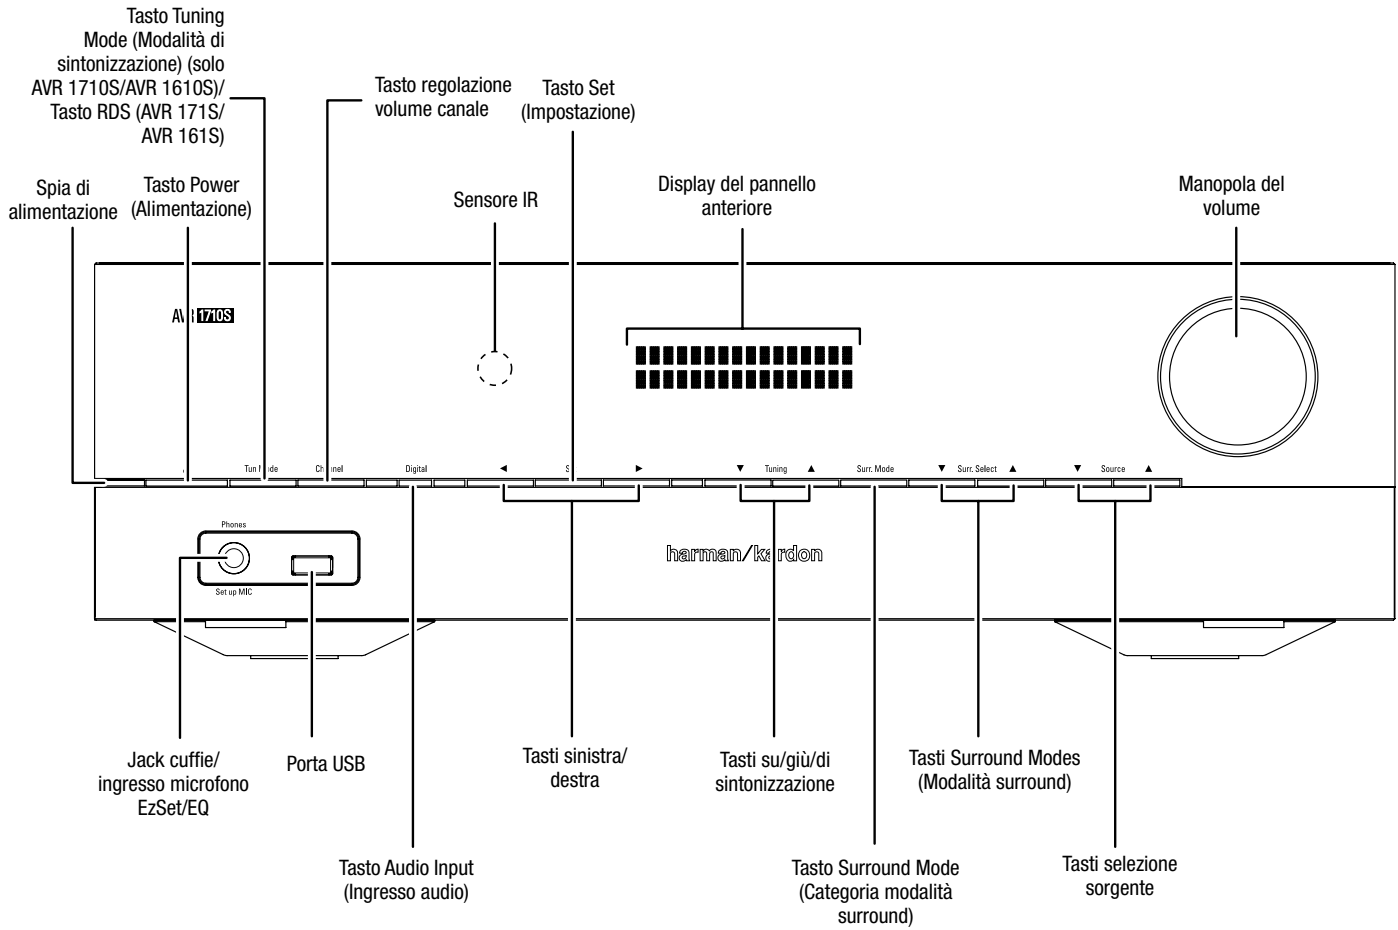 Tasto Tuning
Mode (Modalità di
sintonizzazione) (solo
AVR 1710S/AVR 1610S)/
Tasto RDS (AVR 171S/
AVR 161S)
Tasto regolazione
volume canale
Tasto Set
(Impostazione)
Spia di
alimentazione
Tasto Power
(Alimentazione)
Sensore IR
Display del pannello
anteriore
Manopola del
volume
1710S
Digital
Tuning
Surr. Mode
Surr. Select
Source
Phones
Set up MIC
harman/kardon
Jack cuffie/
ingresso microfono
EzSet/EQ
Porta USB
Tasti sinistra/
destra
Tasti su/giù/di
sintonizzazione
Tasti Surround Modes
(Modalità surround)
Tasto Audio Input
(Ingresso audio)
Tasto Surround Mode
(Categoria modalità
surround)
Tasti selezione
sorgente